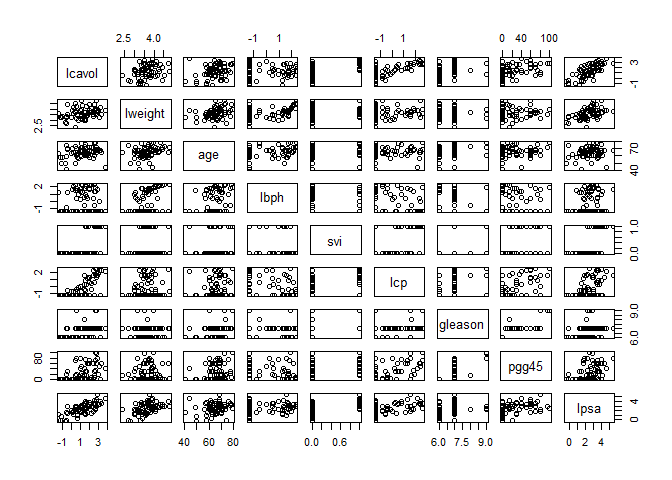 2.5 4.0 -1 1 -1 1 0 40 100
lcavol -1 3
2.5 lweight
age 40 70
-1 2 lbph
svi 0.0 1.0
-1 2 lcp
gleason 6.0 9.0
0 80 pgg45
lpsa 0 2 4
-1 1 3 40 60 80 0.0 0.6 6.0 7.5 9.0 0 2 4